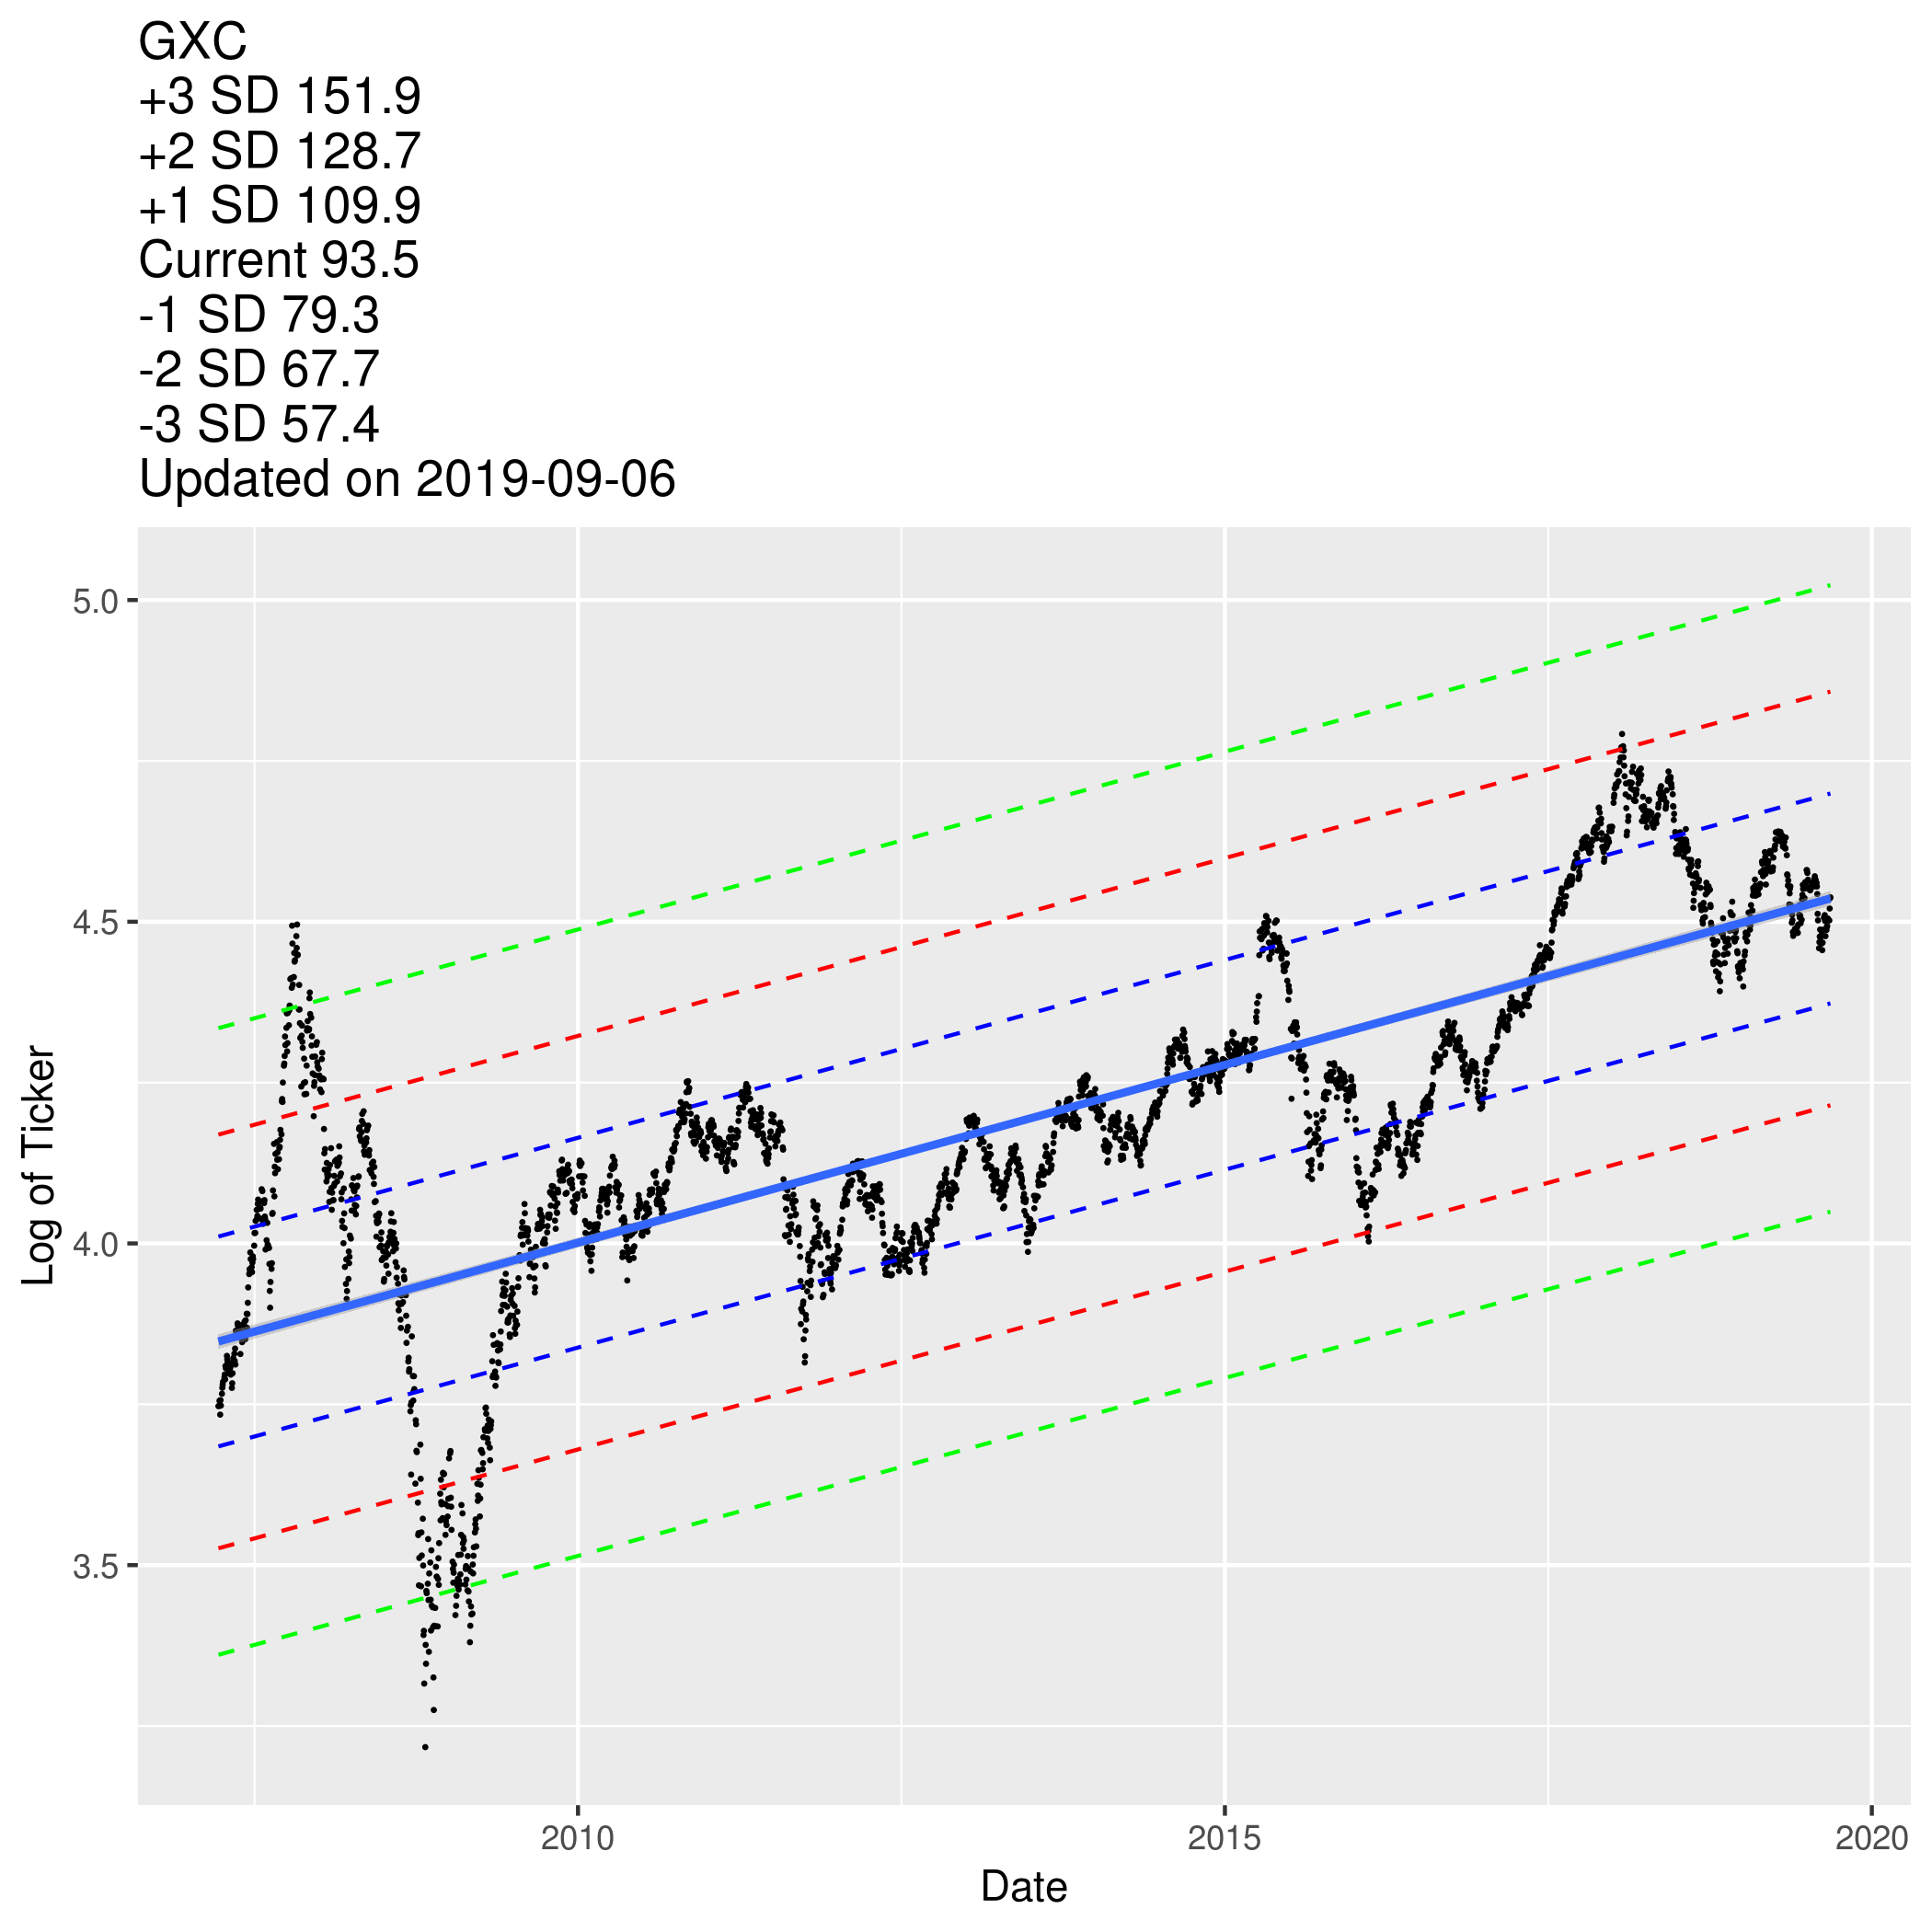 GXC
+3 SD 151.9
+2 SD 128.7
+1 SD 109.9
Current 93.5
-1 SD 79.3
-2 SD 67.7
-3 SD 57.4
Updated on 2019-09-06
5.0
4.5
4.0
3.5
Log of Ticker
2010
2015
2020
Date